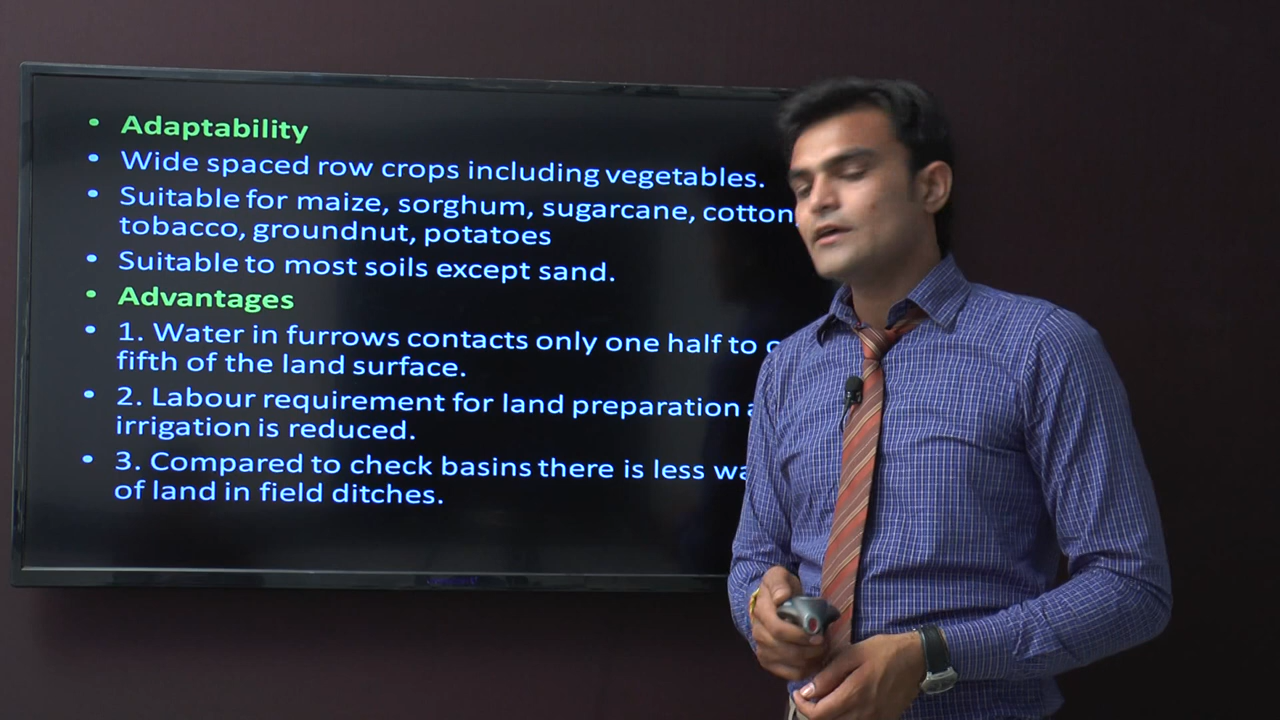 • Adaptability
• Wide spaced row crops including vegetables.
• Suitable for maize, sorghum, sugarcane, cotton
tobacco, groundnut, potatoes
• Suitable to most soils except sand.
• Advantages
• 1. Water in furrows contacts only one half to
fifth of the land surface.
• 2. Labour requirement for land preparation
irrigation is reduced.
• 3. Compared to check basins there is less
of land in field ditches.